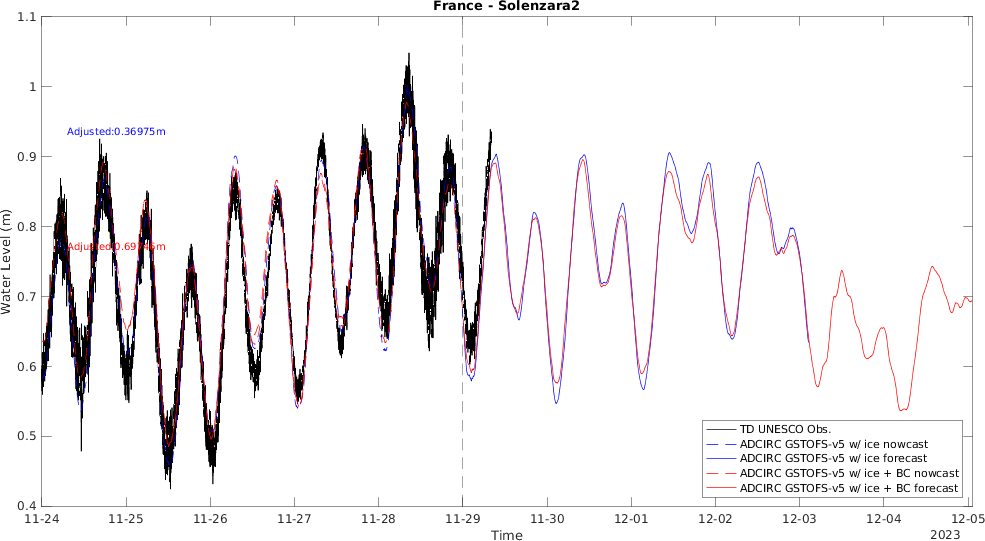 France - Solenzara2
1.1
1
0.9
0.8
0.7
0.6
0.5
0.4
Water Level (m)
Adjusted:0.36975m
11-24
11-25
11-26
11-27
11-28
11-29
11-30
12-01
12-02
12-03
12-04
12-05
Time
2023
TD UNESCO Obs.
ADCIRC GSTOFS-v5 w/ ice nowcast
ADCIRC GSTOFS-v5 w/ ice forecast
ADCIRC GSTOFS-v5 w/ ice + BC nowcast
ADCIRC GSTOFS-v5 w/ ice + BC forecast